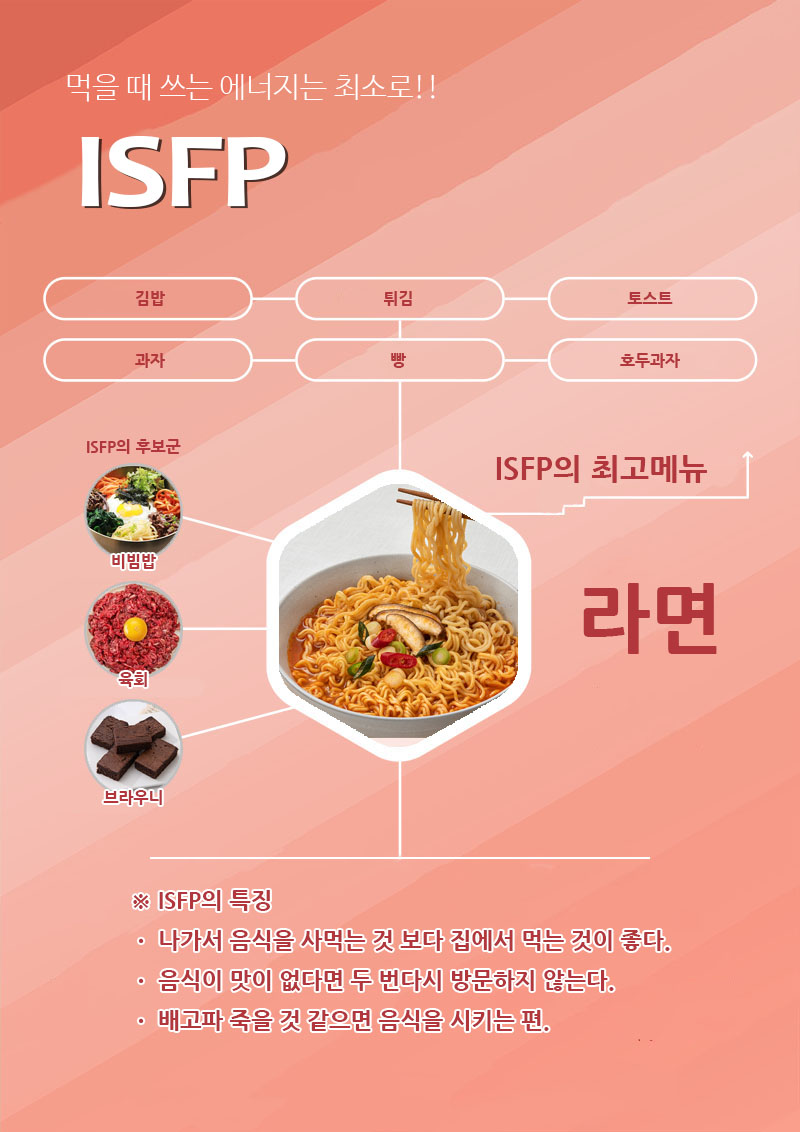 먹을 때 쓰는 에너지는 최소로!!
ISFP
김밥
튀김
토스트
과자
빵
호두과자
ISFP의 후보군
비빔밥
육회
브라우니
ISFP의 최고메뉴
라면
※ ISFP의 특징
· 나가서 음식을 사먹는 것 보다 집에서 먹는 것이 좋다.
· 음식이 맛이 없다면 두 번다시 방문하지 않는다.
· 배고파 죽을 것 같으면 음식을 시키는 편.